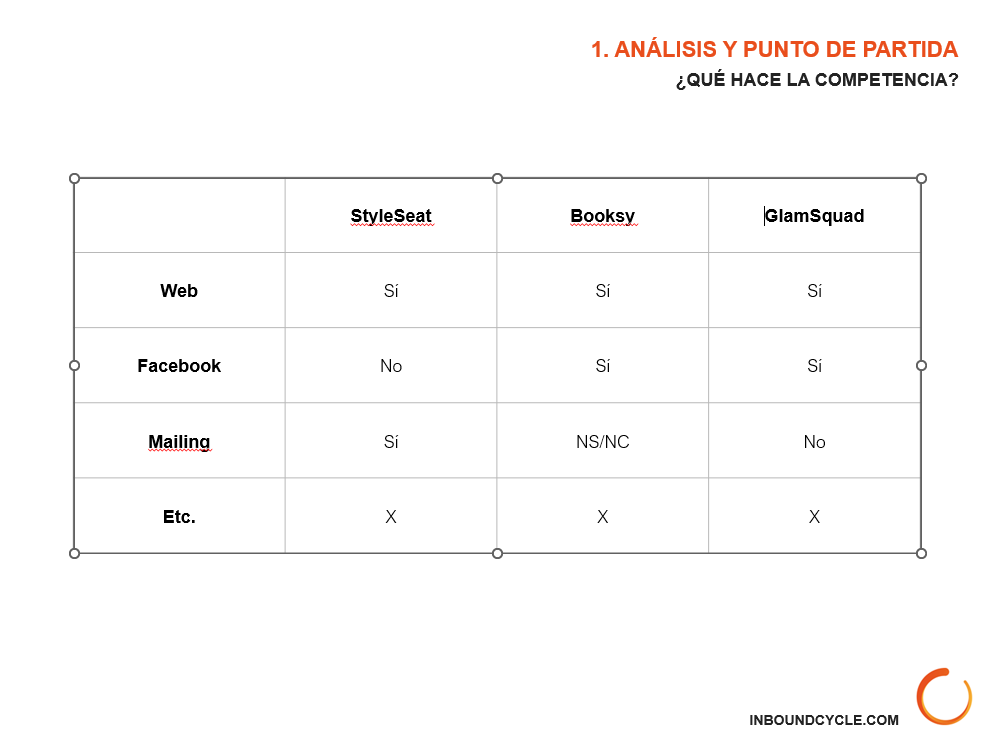 1. ANÁLISIS Y PUNTO DE PARTIDA
¿QUÉ HACE LA COMPETENCIA?
StyleSeat Booksy GlamSquad
Web Sí Sí Sí
Facebook No Sí Sí
Mailing Sí NS/NC No
Etc. X X X
INBOUNDCYCLE.COM